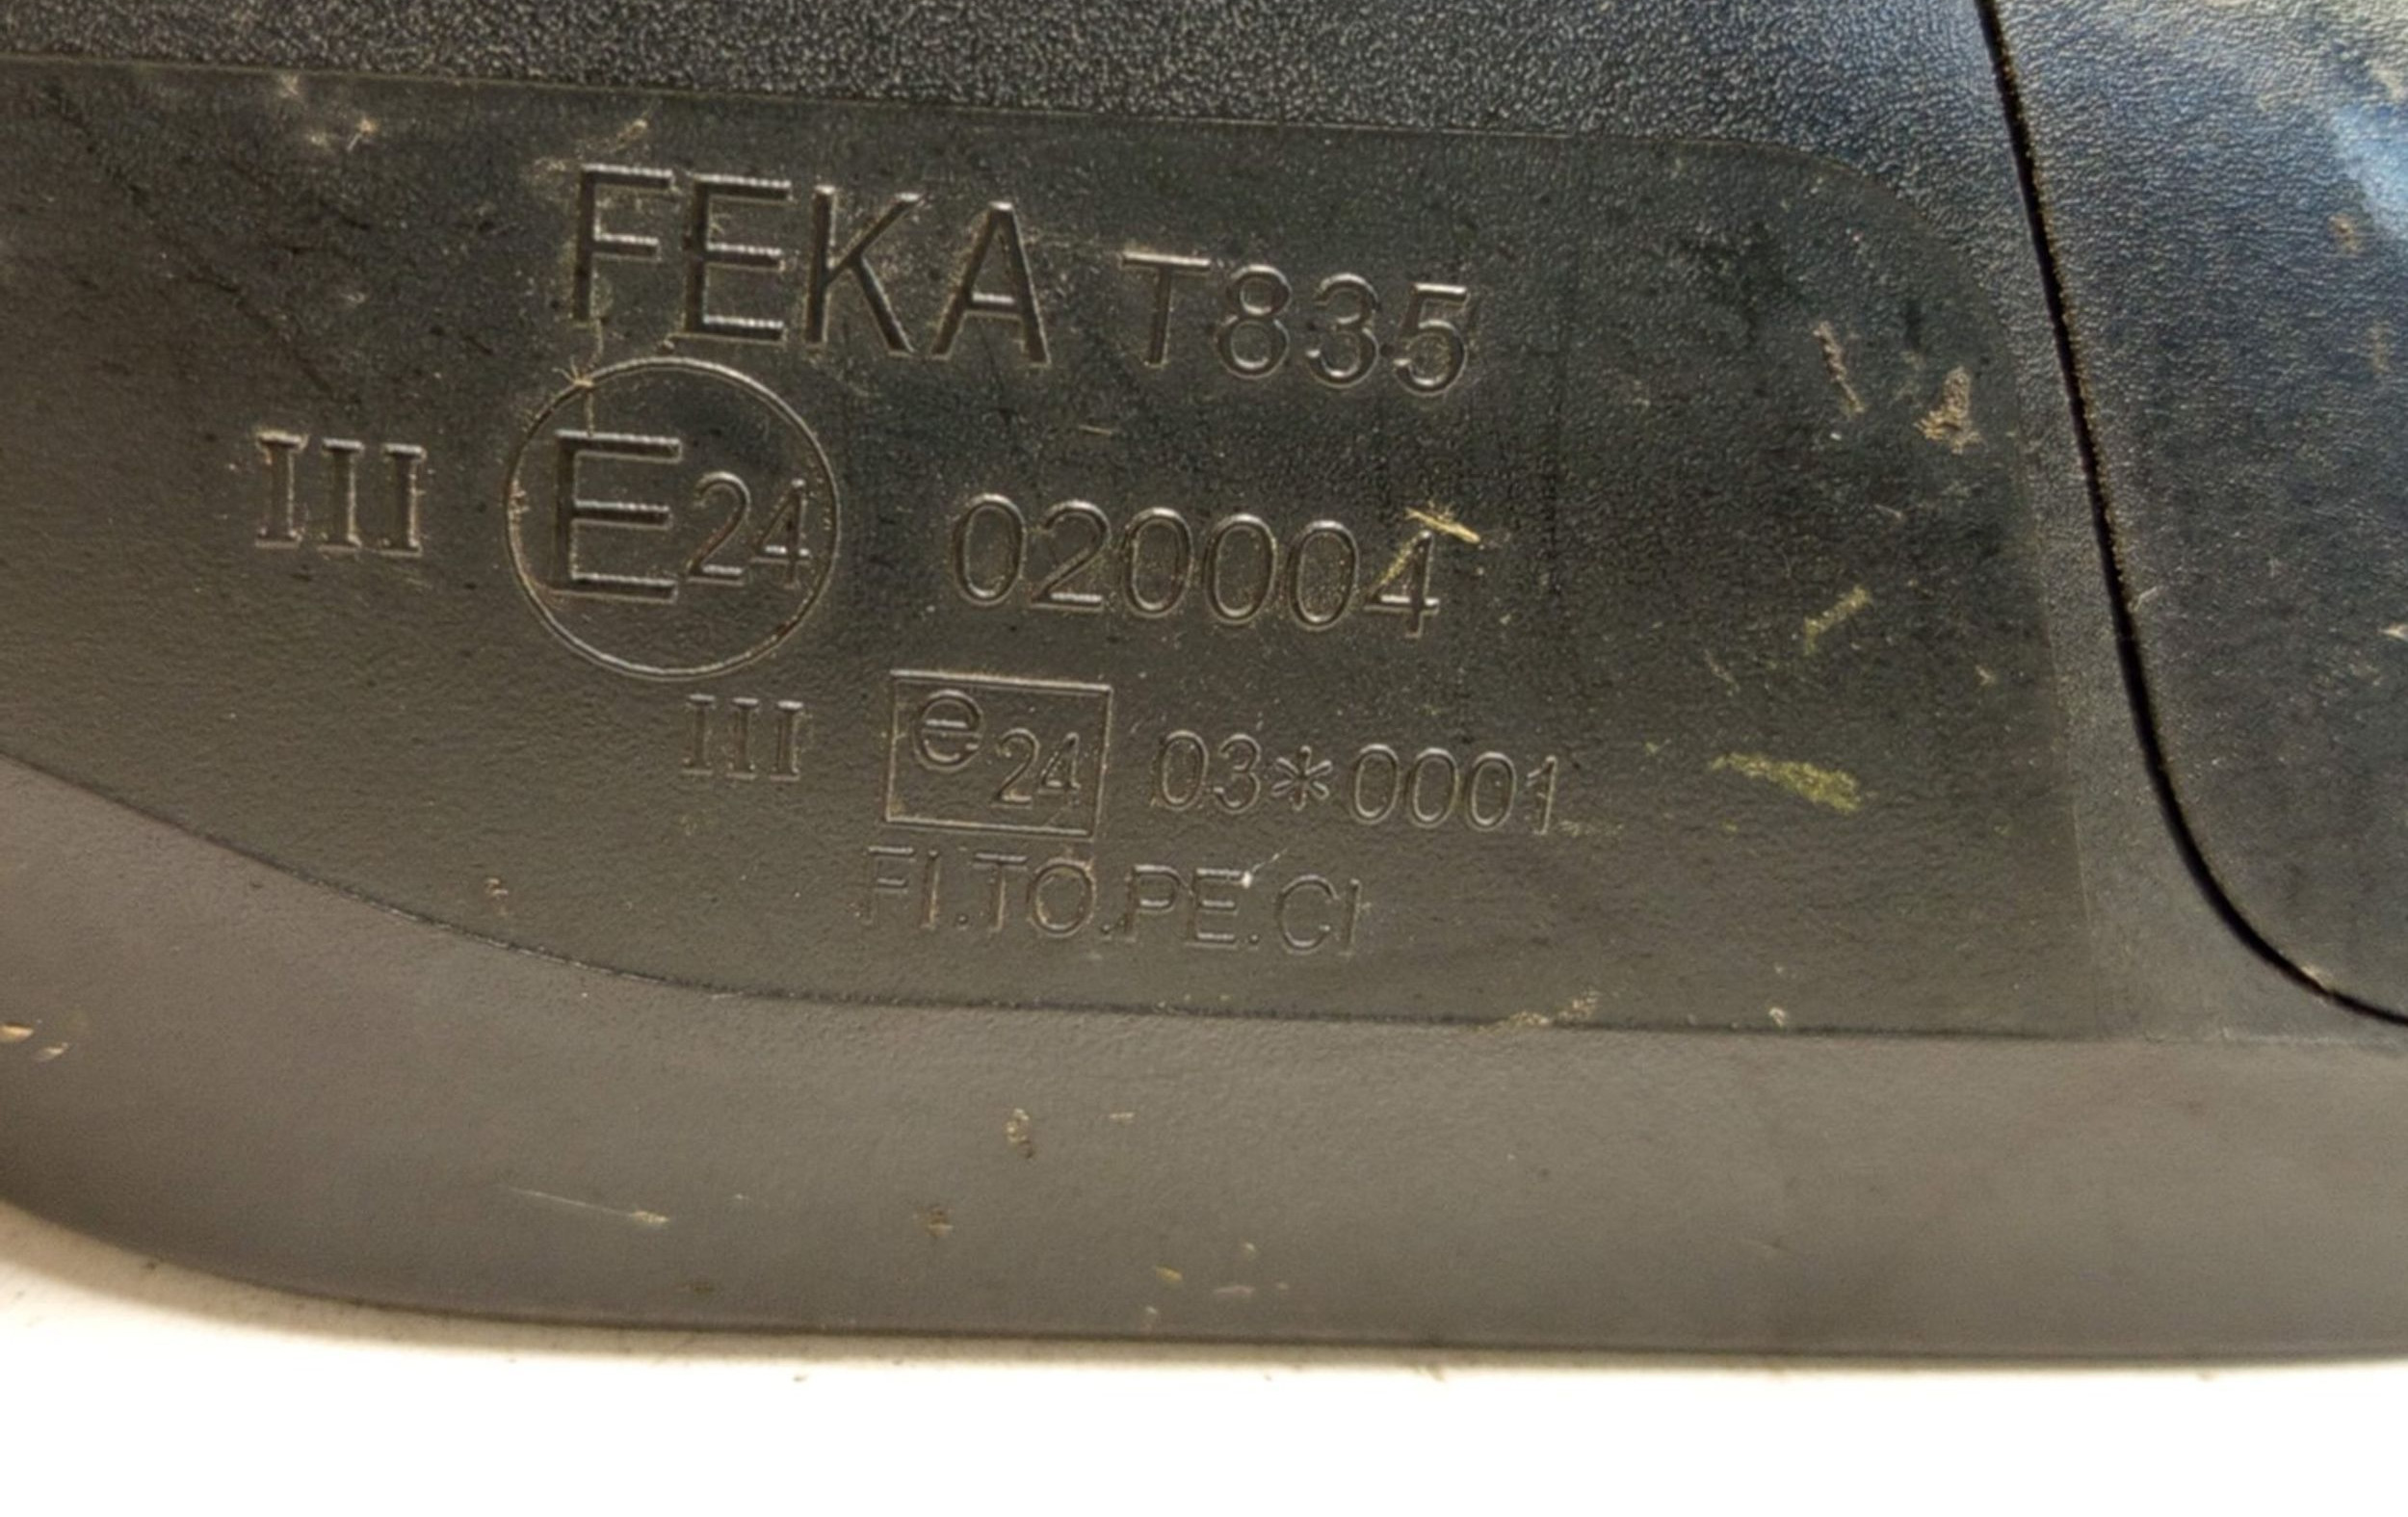 FEKA T835
III E24 020004
III e24 03*0001
FI.TO.PE.CI